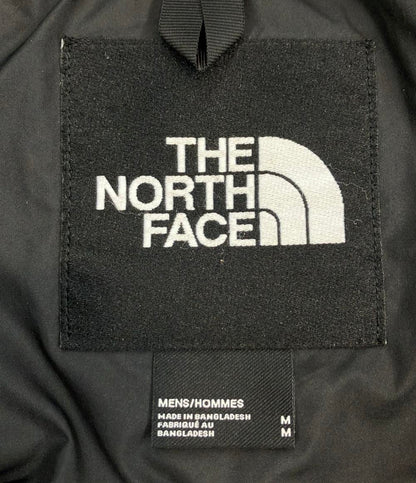 THE
NORTH
FACE
MENS/HOMMES
MADE IN BANGLADESH M
FABRIQUÉ AU
BANGLADESH M